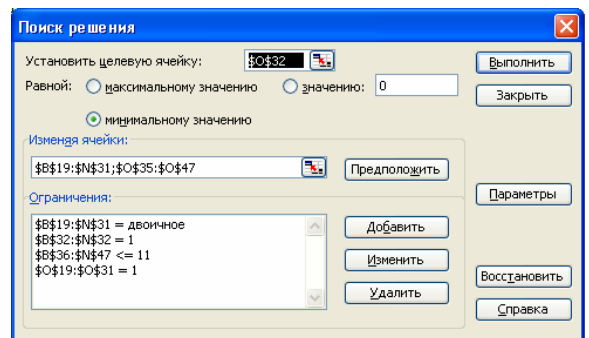 Поиск решения
Установить целевую ячейку: $O$32 Выполнить
Равной: максимальному значению значению: 0 Закрыть
минимальному значению
Изменяя ячейки:
$B$19:$N$31;$O$35:$O$47 Предположить
Ограничения: Параметры
$B$19:$N$31 = двоичное Добавить
$B$32:$N$32 = 1
$B$36:$N$47 <= 11 Изменить
$O$19:$O$31 = 1
Восстановить
Удалить
Справка